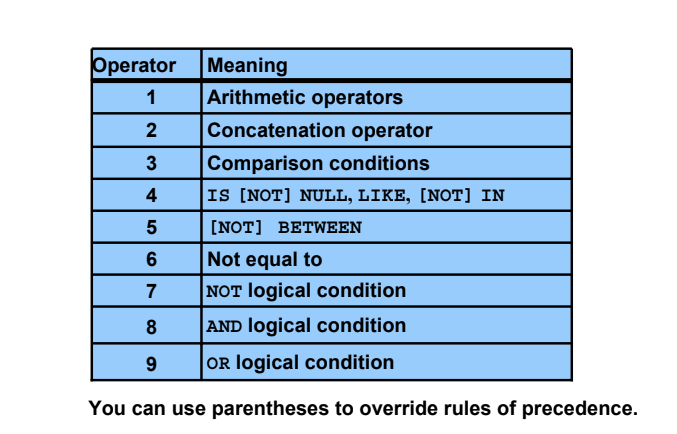 Operator Meaning
1 Arithmetic operators
2 Concatenation operator
3 Comparison conditions
4 IS [NOT] NULL, LIKE, [NOT] IN
5 [NOT] BETWEEN
6 Not equal to
7 NOT logical condition
8 AND logical condition
9 OR logical condition
You can use parentheses to override rules of precedence.